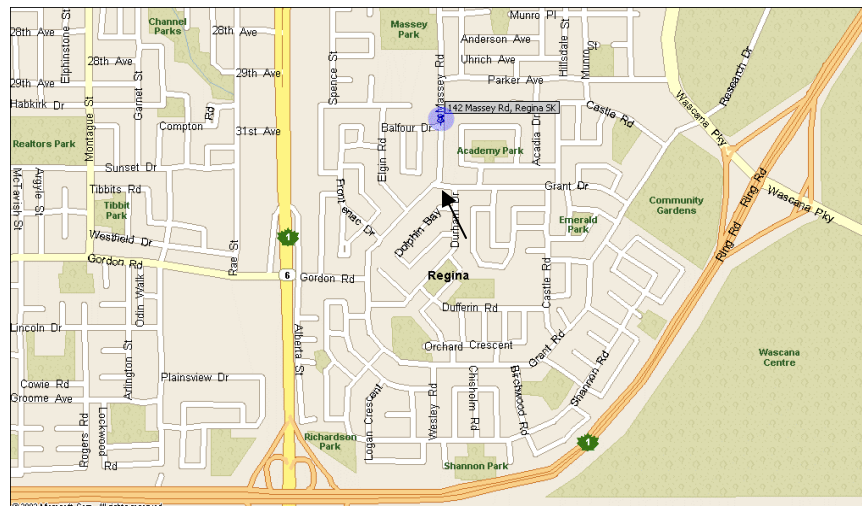 Channel
Parks
Massey
Park
Munro Pl
28th Ave
28th Ave
Anderson Ave
Uhrich Ave
Hillsdale St
Munro St
Elphinstone St
28th Ave
29th Ave
29th Ave
Spence St
Massey Rd
Parker Ave
Research Dr
Wascana Pky
Habkirk Dr
Montague St
Garnet St
Compton Rd
31st Ave
142 Massey Rd, Regina SK
Castle Rd
Balfour Dr
Acadia Dr
Realtors Park
Academy Park
Elgin Rd
Sunset Dr
McTavish St
Argyle St
Tibbits Rd
Tibbit
Park
Frontenac Dr
Grant Dr
Community
Gardens
Ring Rd
Wascana Pky
Dolphin Bay
Durham Dr
Emerald
Park
Westfield Dr
Rae St
1
Ring Rd
Gordon Rd
6
Gordon Rd
Regina
Castle Rd
Odin Walk
Dufferin Rd
Lincoln Dr
Alberta St
Orchard Crescent
Grant Rd
Wascana
Centre
Arlington St
Plainsview Dr
Cowie Rd
Groome Ave
Logan Crescent
Wesley Rd
Chisholm Rd
Birchwood Rd
Shannon Rd
Rogers Rd
Lockwood Rd
Richardson
Park
Shannon Park
1